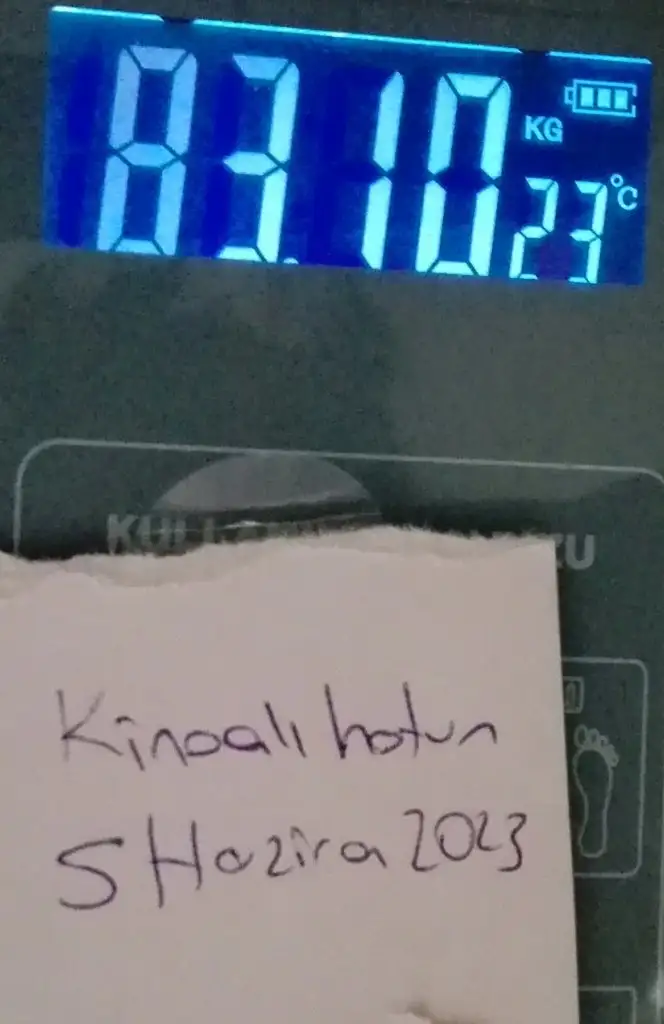 83.10 KG 23 °C
Kinoalı hatun
5 Haziran 2023